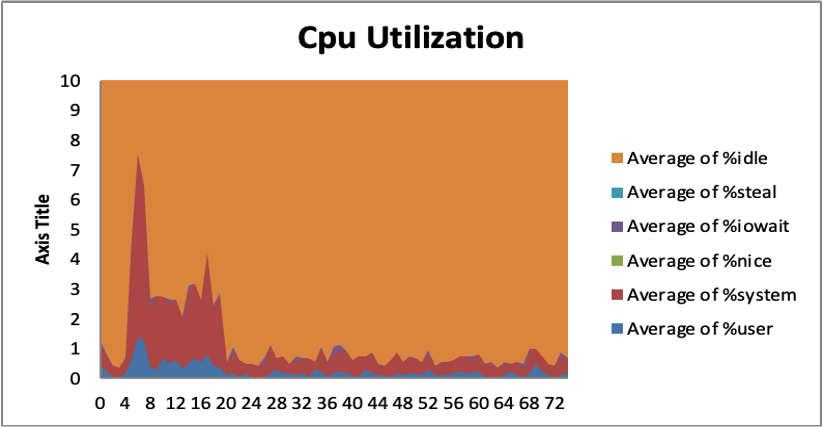 Cpu Utilization
10
9
8
7
6
5
4
3
2
1
0
Axis Title
0 4 8 12 16 20 24 28 32 36 40 44 48 52 56 60 64 68 72
Average of %idle
Average of %steal
Average of %iowait
Average of %nice
Average of %system
Average of %user